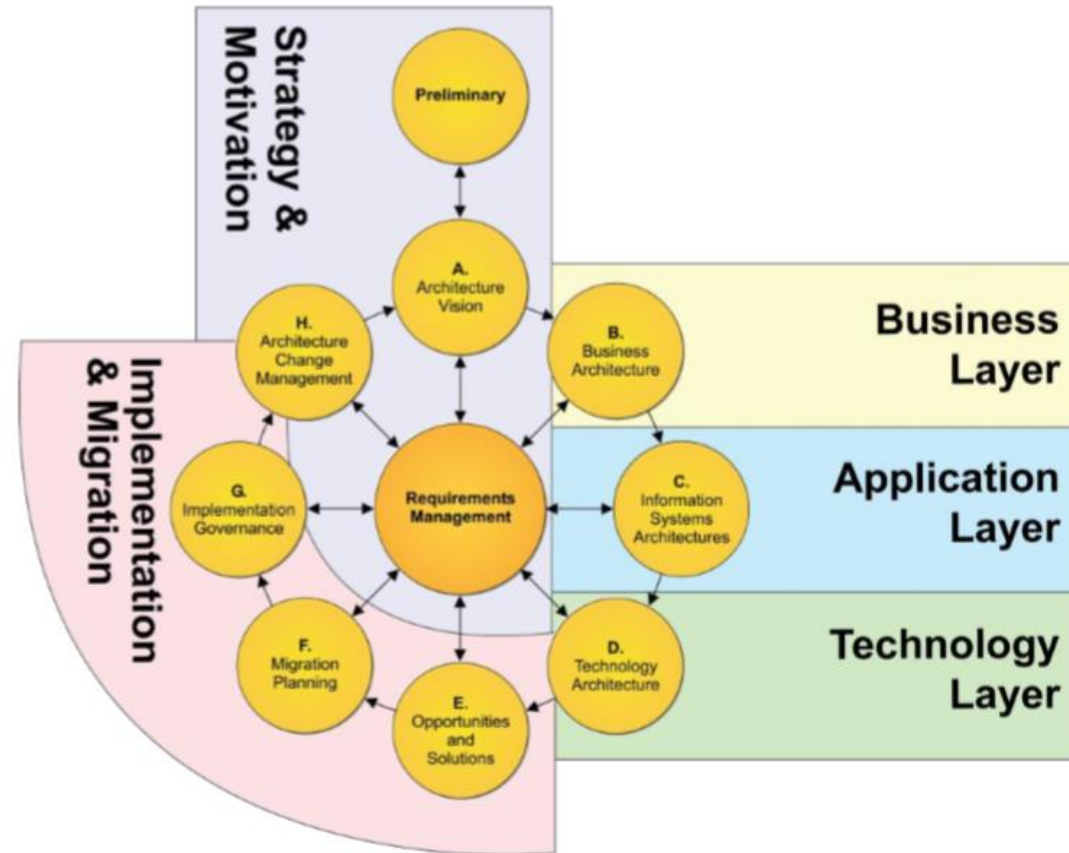 Strategy &
Motivation
Preliminary
A.
Architecture
Vision
H.
Architecture
Change
Management
B.
Business
Architecture
Business
Layer
Implementation
& Migration
G.
Implementation
Governance
Requirements
Management
C.
Information
Systems
Architectures
Application
Layer
F.
Migration
Planning
E.
Opportunities
and
Solutions
D.
Technology
Architecture
Technology
Layer